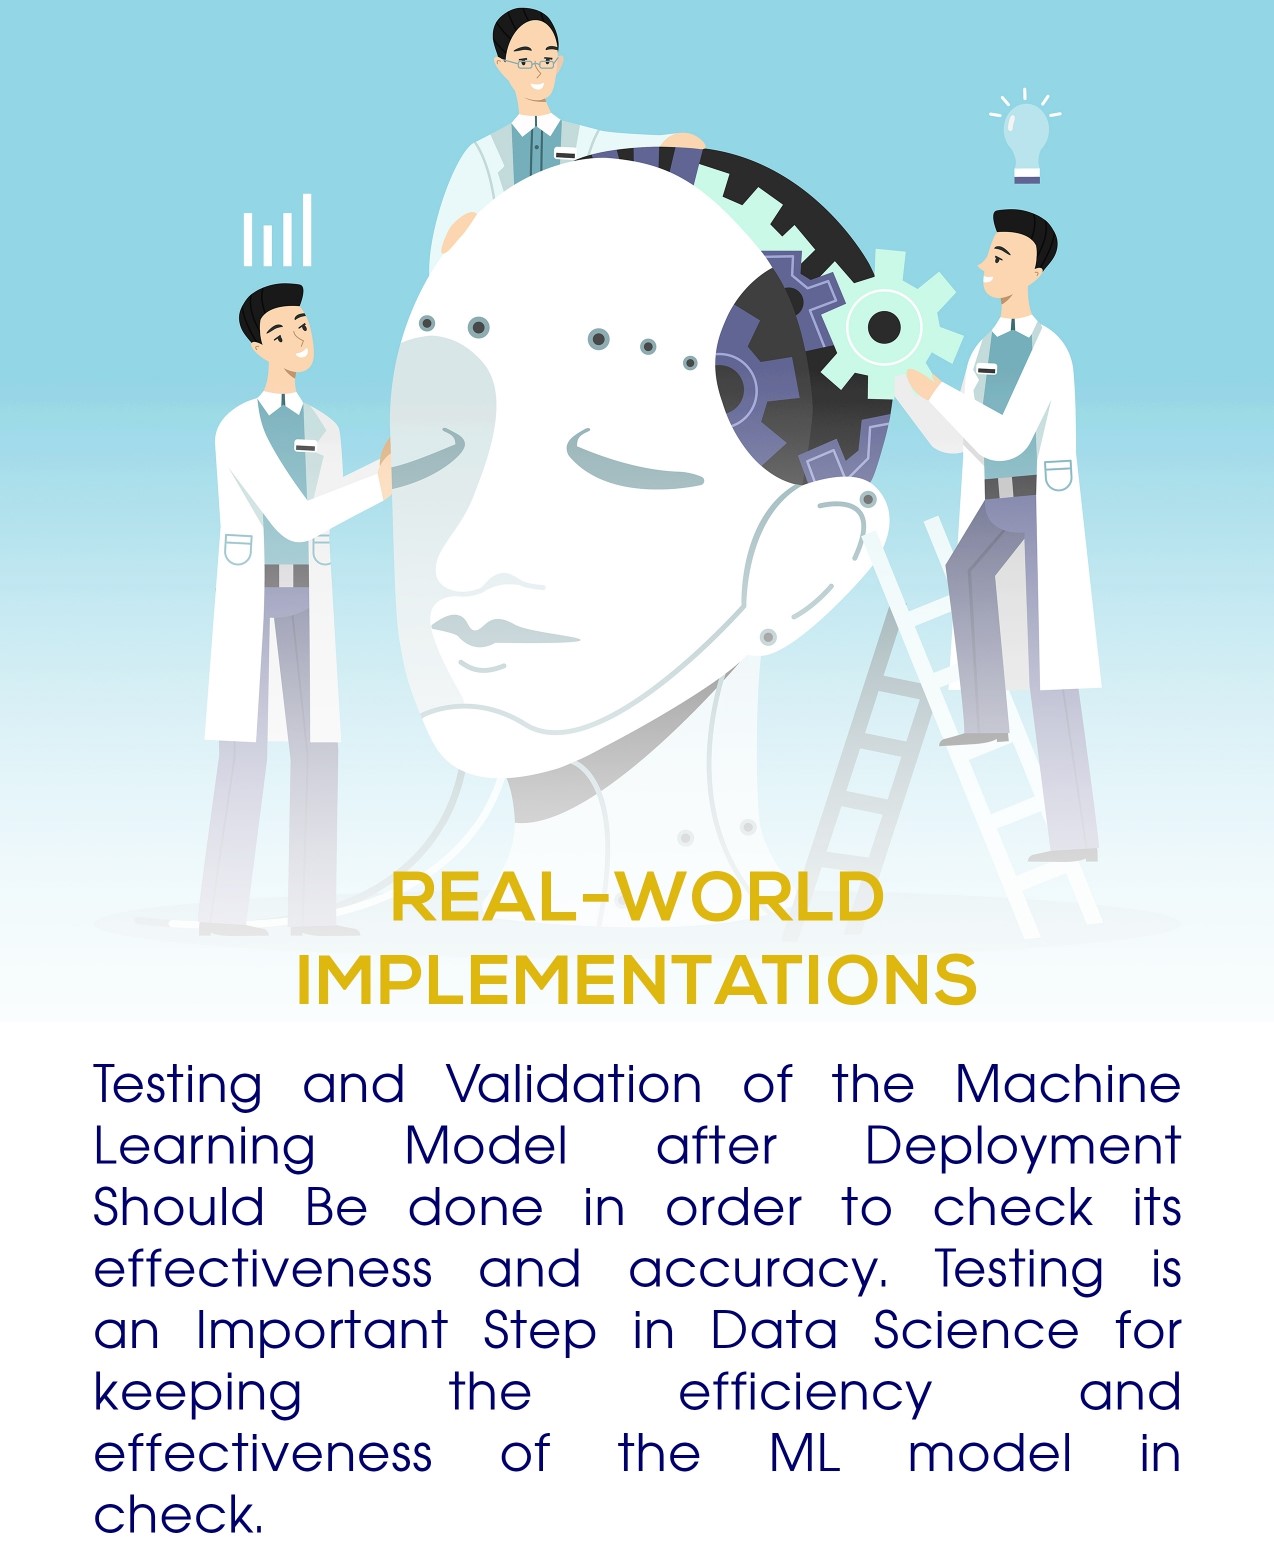 REAL-WORLD
IMPLEMENTATIONS
Testing and Validation of the Machine
Learning Model after Deployment
Should Be done in order to check its
effectiveness and accuracy. Testing is
an Important Step in Data Science for
keeping the efficiency and
effectiveness of the ML model in
check.